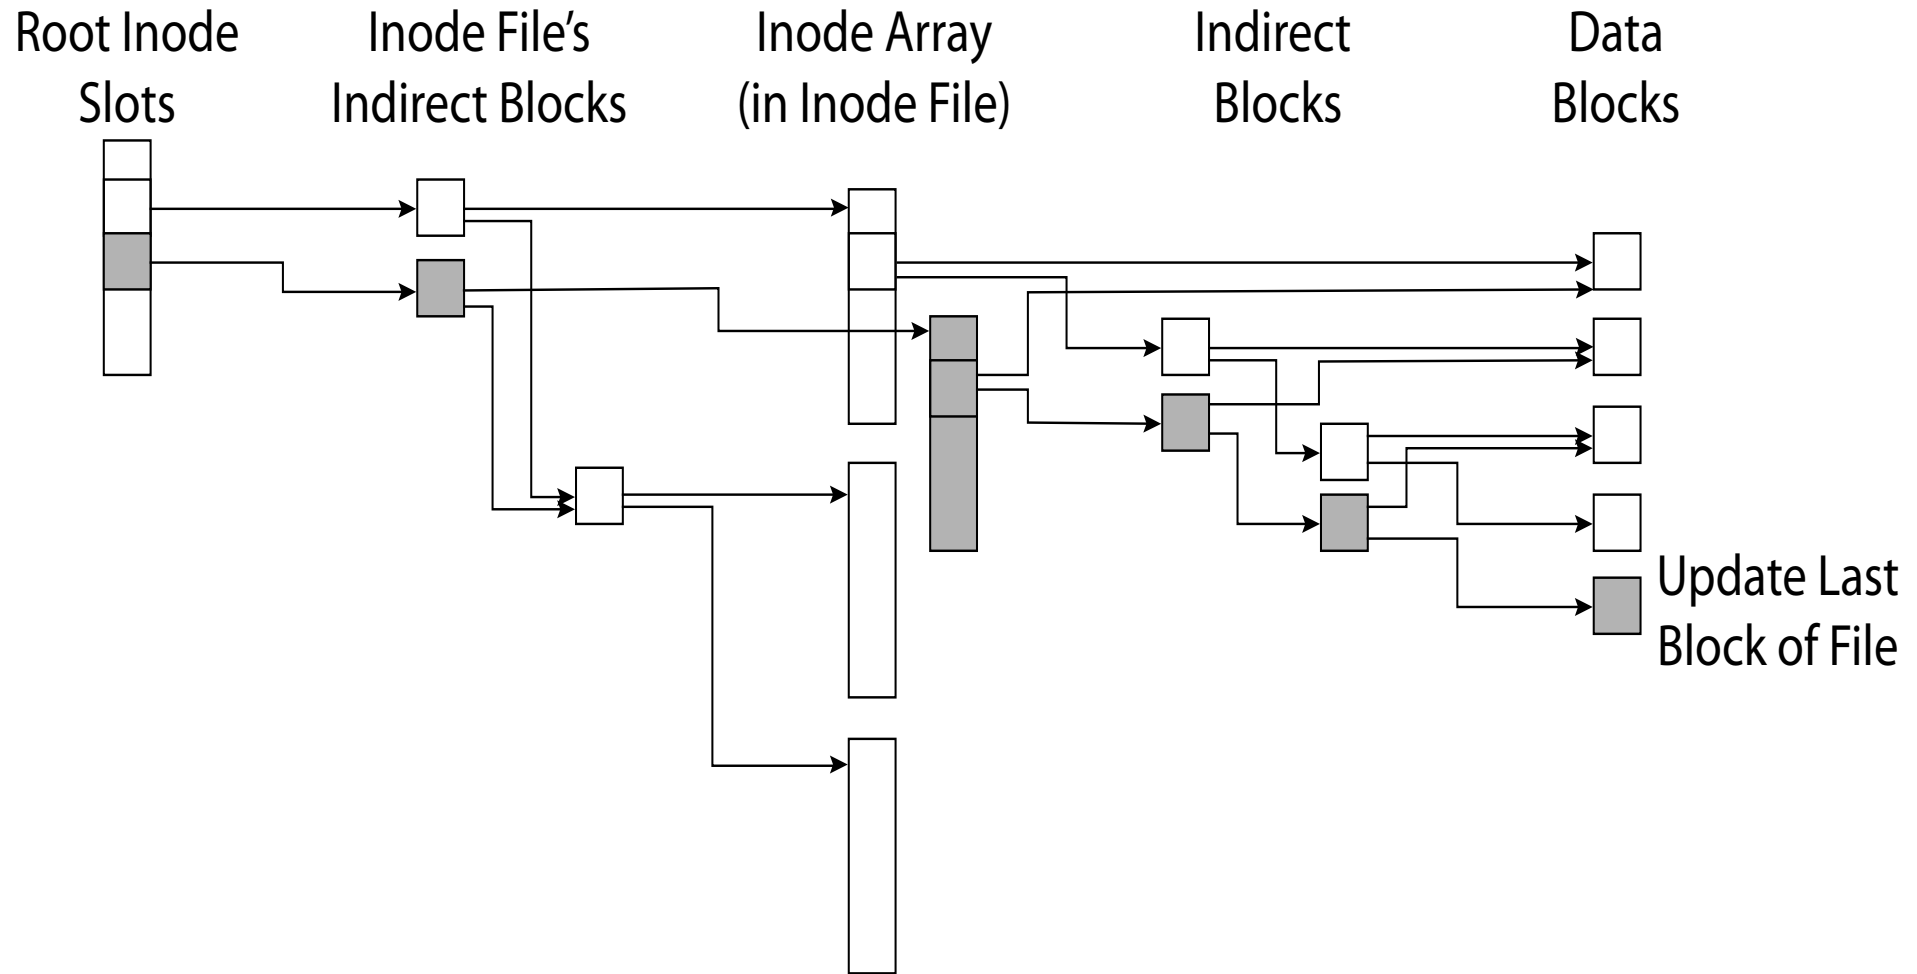 Root Inode
Slots
Inode File's
Indirect Blocks
Inode Array
(in Inode File)
Indirect
Blocks
Data
Blocks
Update Last
Block of File